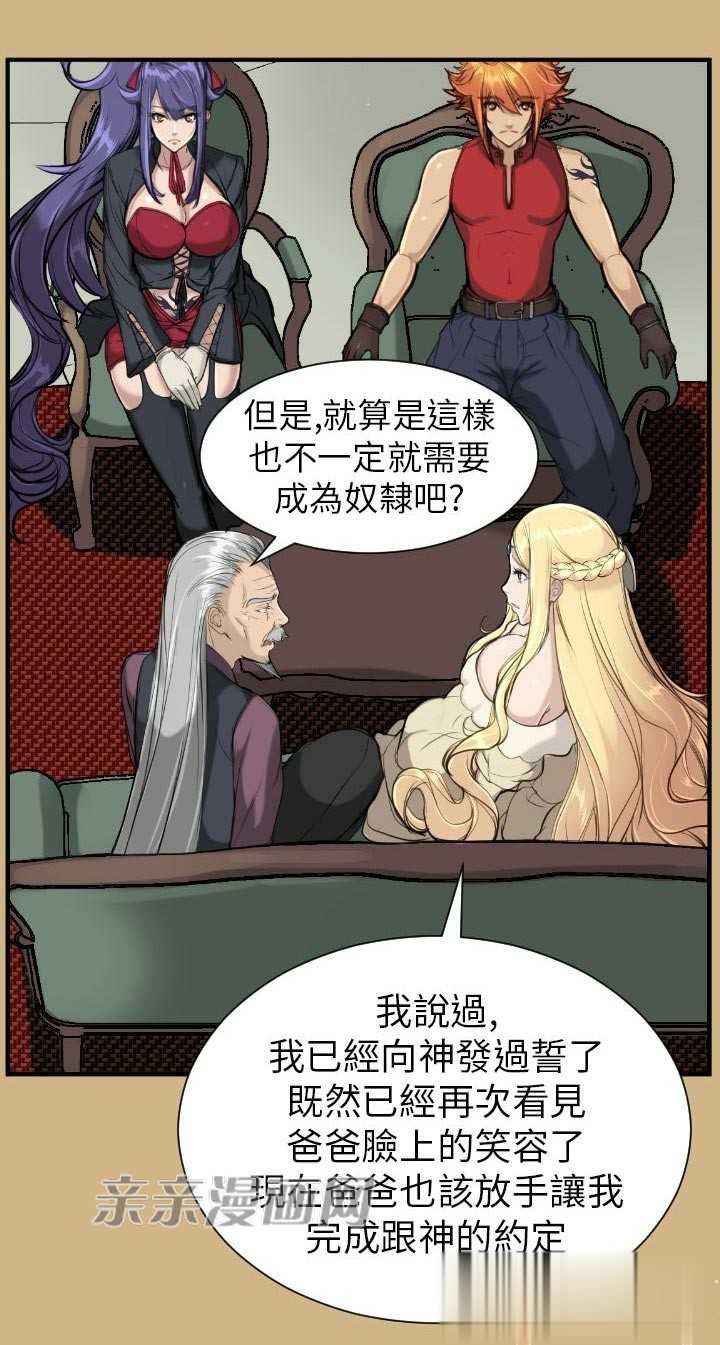 但是,就算是這樣
也不一定就需要
成為奴隸吧?
我說過,
我已經向神發過誓了
既然已經再次看見
爸爸臉上的笑容了
現在爸爸也該放手讓我
完成跟神的約定
亲亲漫画网